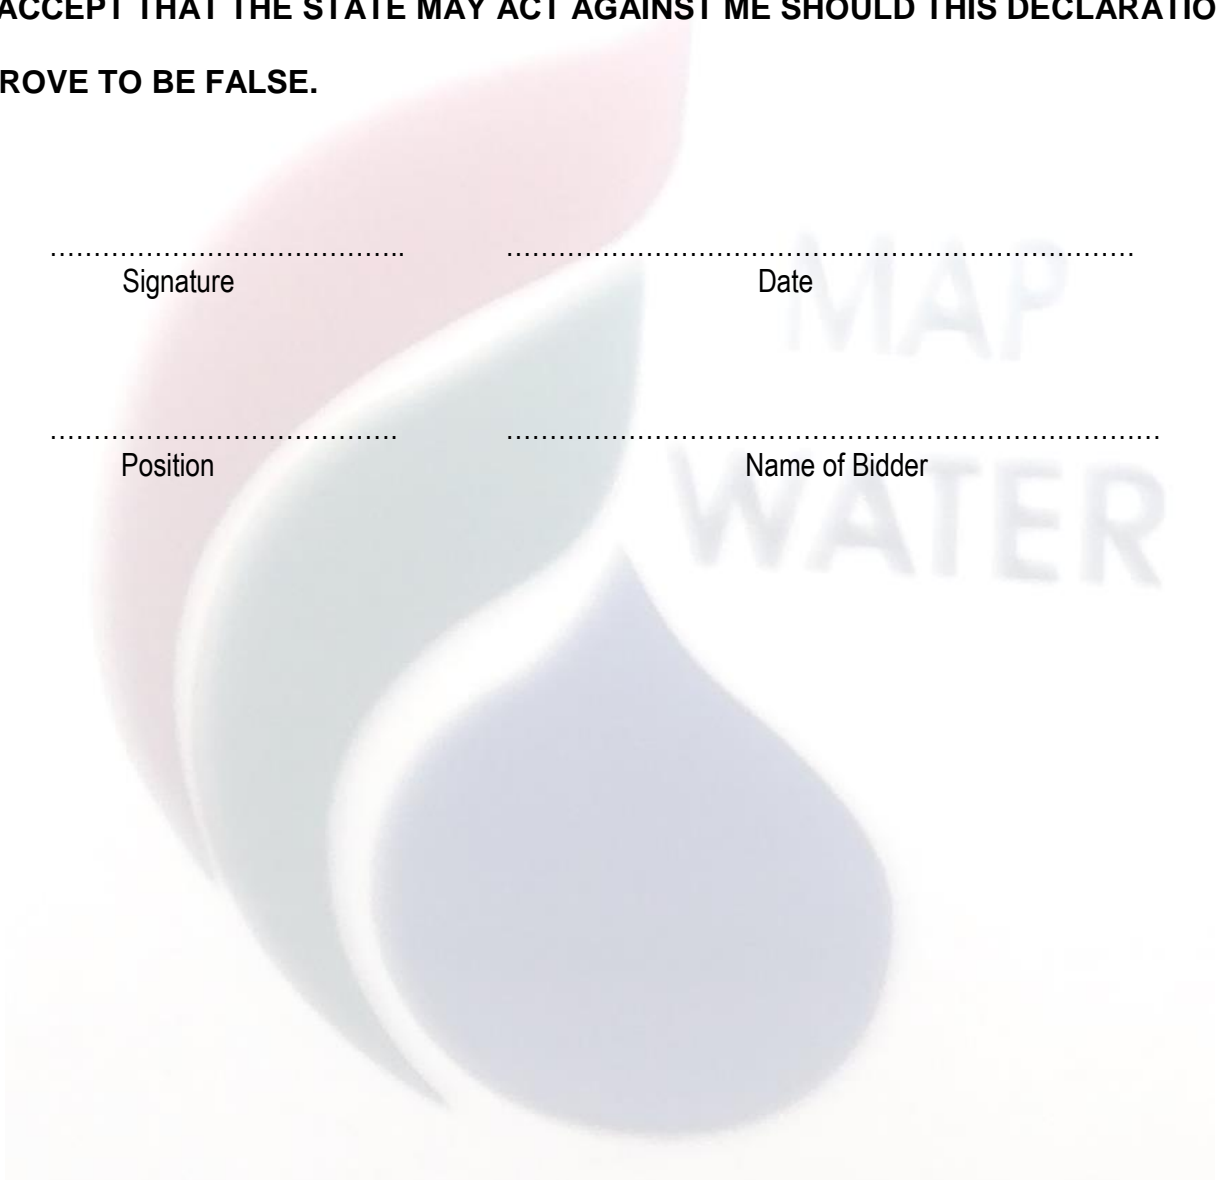 ACCEPT THAT THE STATE MAY ACT AGAINST ME SHOULD THIS DECLARATIO
ROVE TO BE FALSE.
………………………………….. ………………………………………………………………
Signature Date
…………………………………. …………………………………………………………………
Position Name of Bidder
MAP
WATER